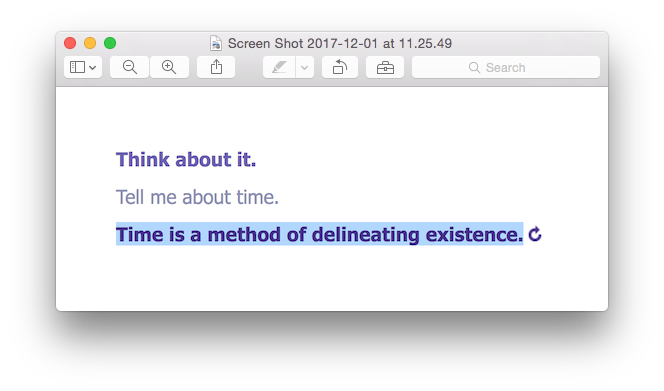 Screen Shot 2017-12-01 at 11.25.49
Search
Think about it.
Tell me about time.
Time is a method of delineating existence.